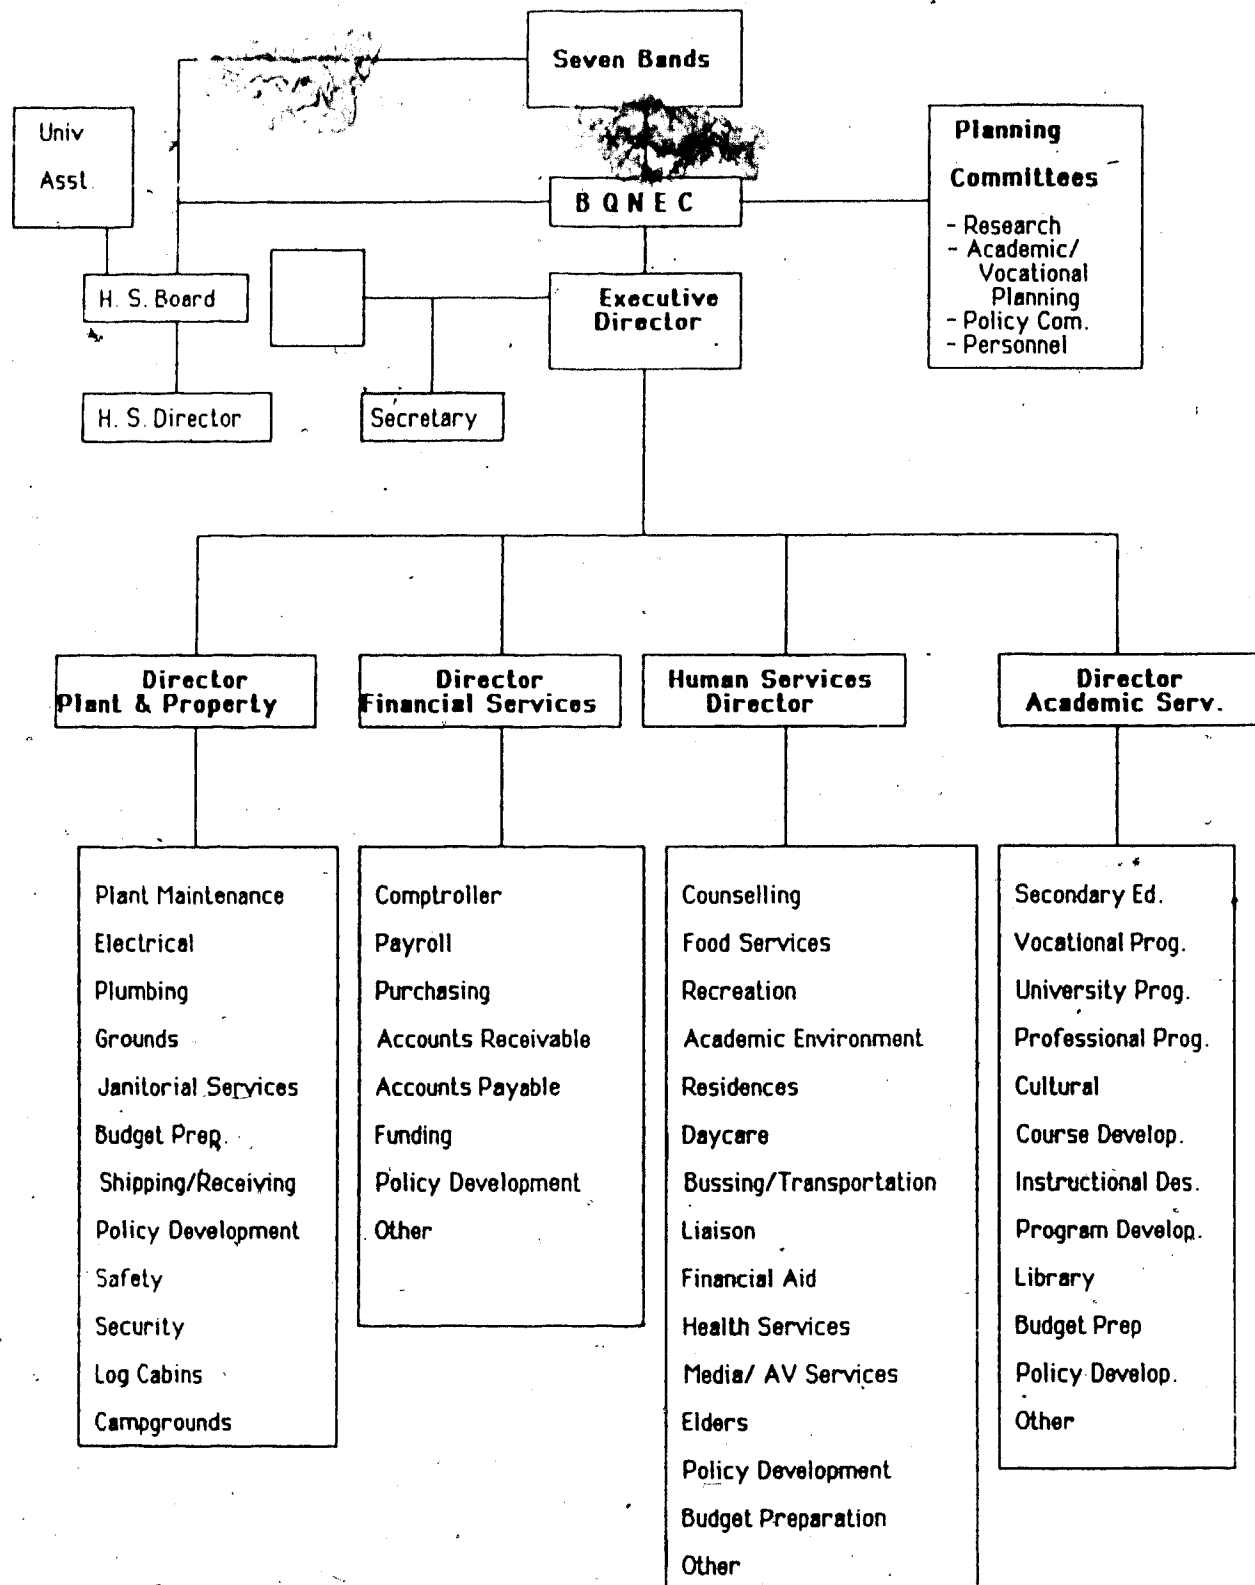 Seven Bands
Univ
Asst.
Planning
Committees
- Research
- Academic/
Vocational
Planning
- Policy Com.
- Personnel
B Q N E C
H. S. Board
Executive
Director
H. S. Director
Secretary
Director
Plant & Property
Director
Financial Services
Human Services
Director
Director
Academic Serv.
Plant Maintenance
Electrical
Plumbing
Grounds
Janitorial Services
Budget Prep.
Shipping/Receiving
Policy Development
Safety
Security
Log Cabins
Campgrounds
Comptroller
Payroll
Purchasing
Accounts Receivable
Accounts Payable
Funding
Policy Development
Other
Counselling
Food Services
Recreation
Academic Environment
Residences
Daycare
Bussing/Transportation
Liaison
Financial Aid
Health Services
Media/ AV Services
Elders
Policy Development
Budget Preparation
Other
Secondary Ed.
Vocational Prog.
University Prog.
Professional Prog.
Cultural
Course Develop.
Instructional Des.
Program Develop.
Library
Budget Prep
Policy Develop.
Other